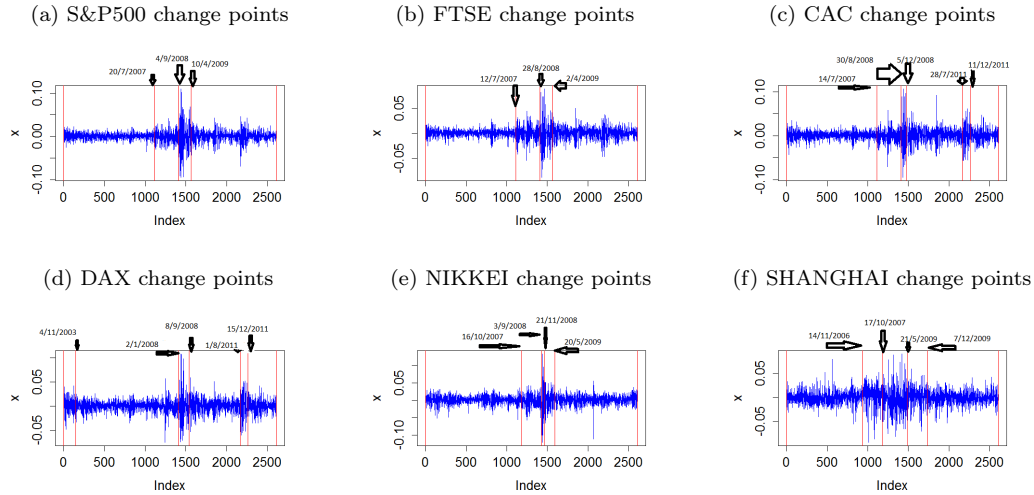 (a) S&P500 change points
20/7/2007
4/9/2008
10/4/2009
0.10
0.00
-0.10
x
0 500 1000 1500 2000 2500
Index
(b) FTSE change points
12/7/2007
28/8/2008
2/4/2009
0.05
-0.05
x
0 500 1000 1500 2000 2500
Index
(c) CAC change points
14/7/2008
30/8/2008
5/12/2008
28/7/2011
11/12/2011
0.10
0.00
-0.10
x
0 500 1000 1500 2000 2500
Index
(d) DAX change points
4/11/2003
2/1/2008
8/9/2008
1/8/2011
15/12/2011
0.05
-0.05
x
0 500 1000 1500 2000 2500
Index
(e) NIKKEI change points
16/10/2007
3/9/2008
21/11/2008
20/5/2009
0.05
-0.10
x
0 500 1000 1500 2000 2500
Index
(f) SHANGHAI change points
14/11/2006
17/10/2007
21/5/2009
7/12/2009
0.05
-0.05
x
0 500 1000 1500 2000 2500
Index